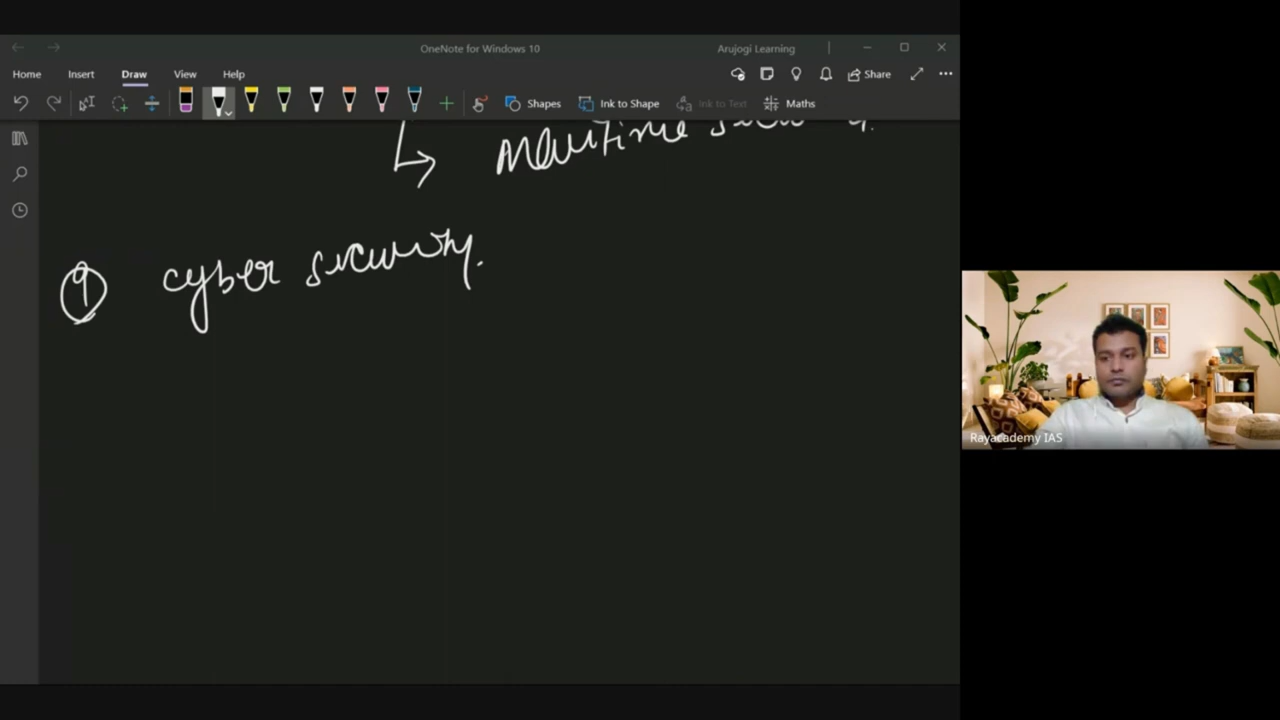 OneNote for Windows 10
Arujogi Learning
Home Insert Draw View Help
Share
Shapes Ink to Shape Ink to Text Maths
Maritime
9 cyber security.
Rayacademy IAS